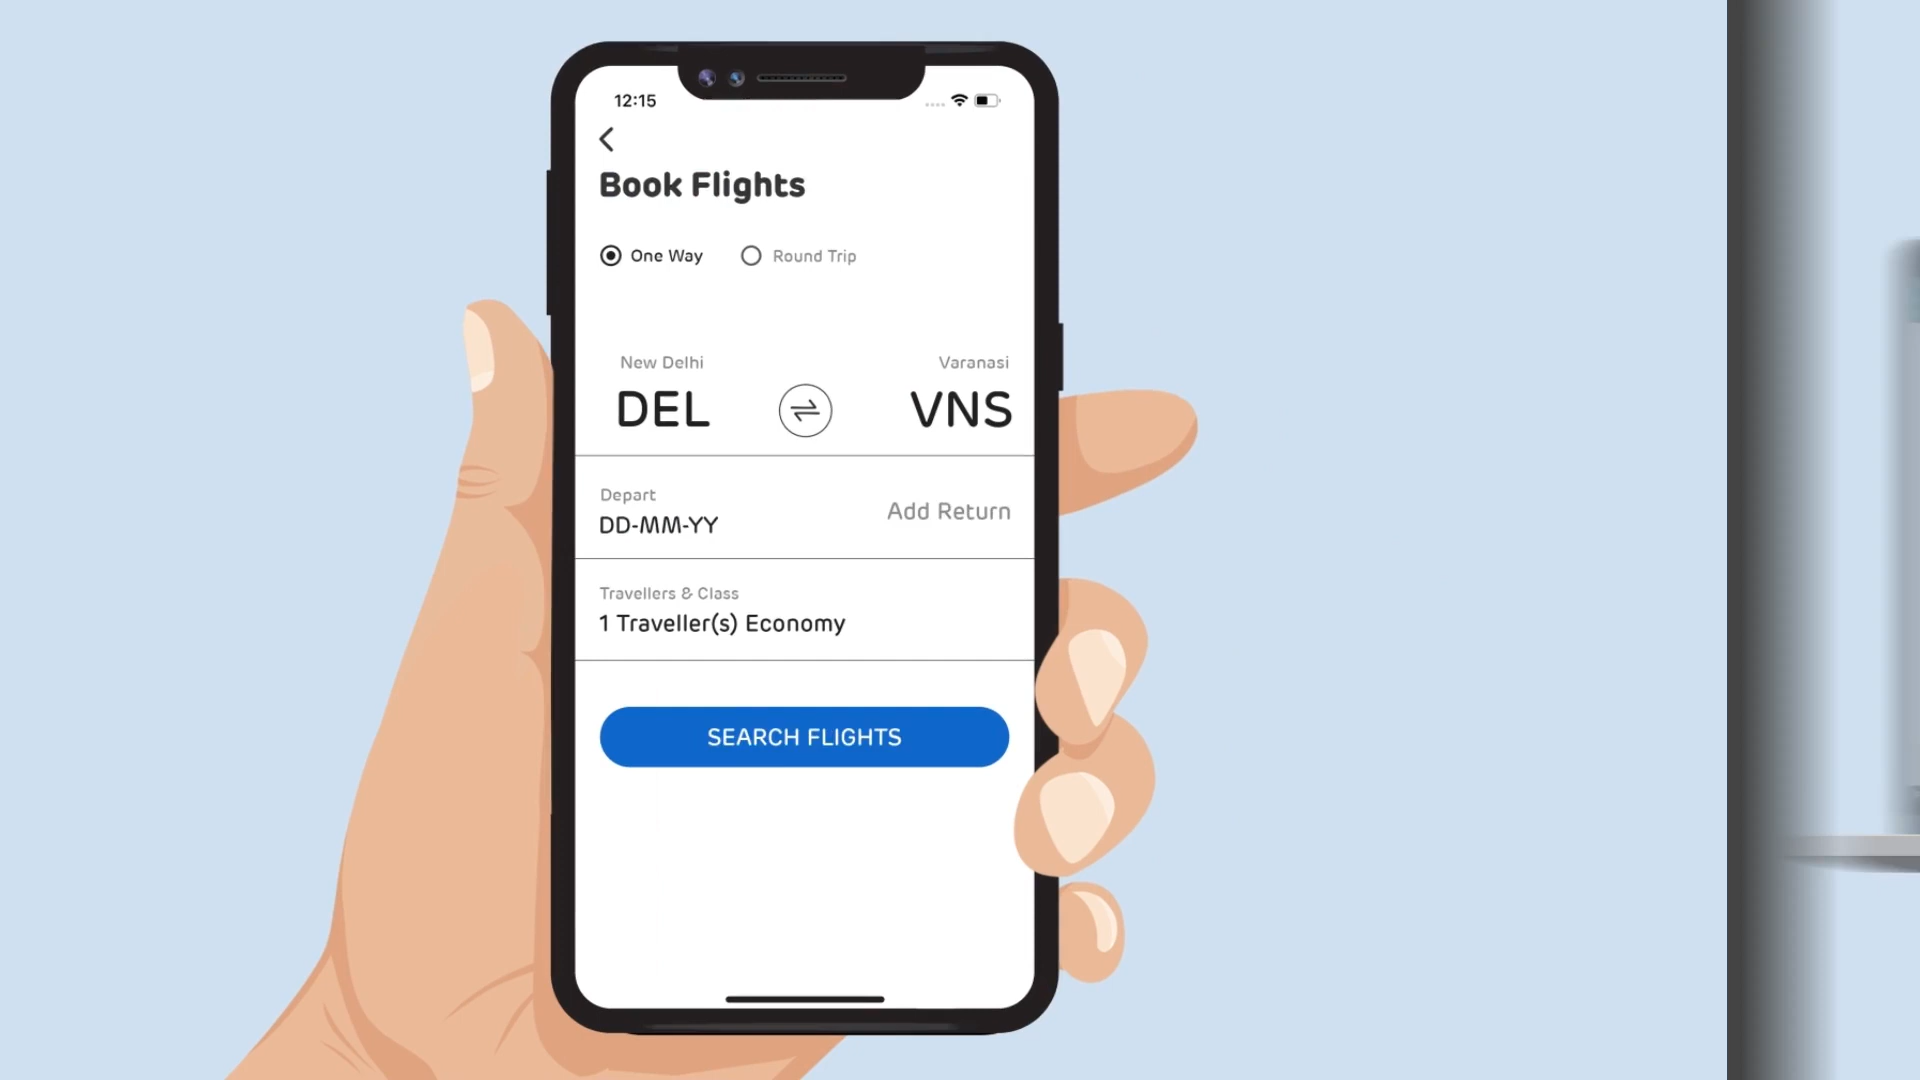 12:15
Book Flights
One Way Round Trip
New Delhi Varanasi
DEL VNS
Depart
DD-MM-YY
Add Return
Travellers & Class
1 Traveller(s) Economy
SEARCH FLIGHTS